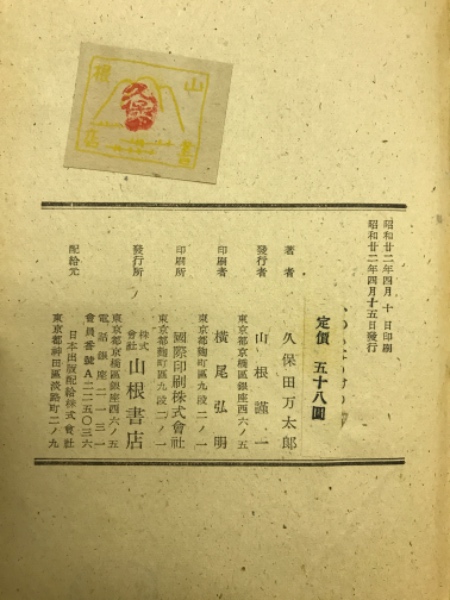 山根
書店
昭和廿二年四月十日印刷
昭和廿二年四月十五日發行
定價 五十八圓
著者 久保田万太郎
發行者 山根謹一
東京都京橋區銀座西六ノ五
印刷者 橫尾弘明
東京都麴町區九段二ノ一
印刷所 國際印刷株式會社
東京都麴町區九段二ノ一
發行所 株式會社 山根書店
東京都京橋區銀座西六ノ五
電話銀座二一三一
會員番號A二二五〇三六
配給元 日本出版配給株式會社
東京都神田區淡路町二ノ九